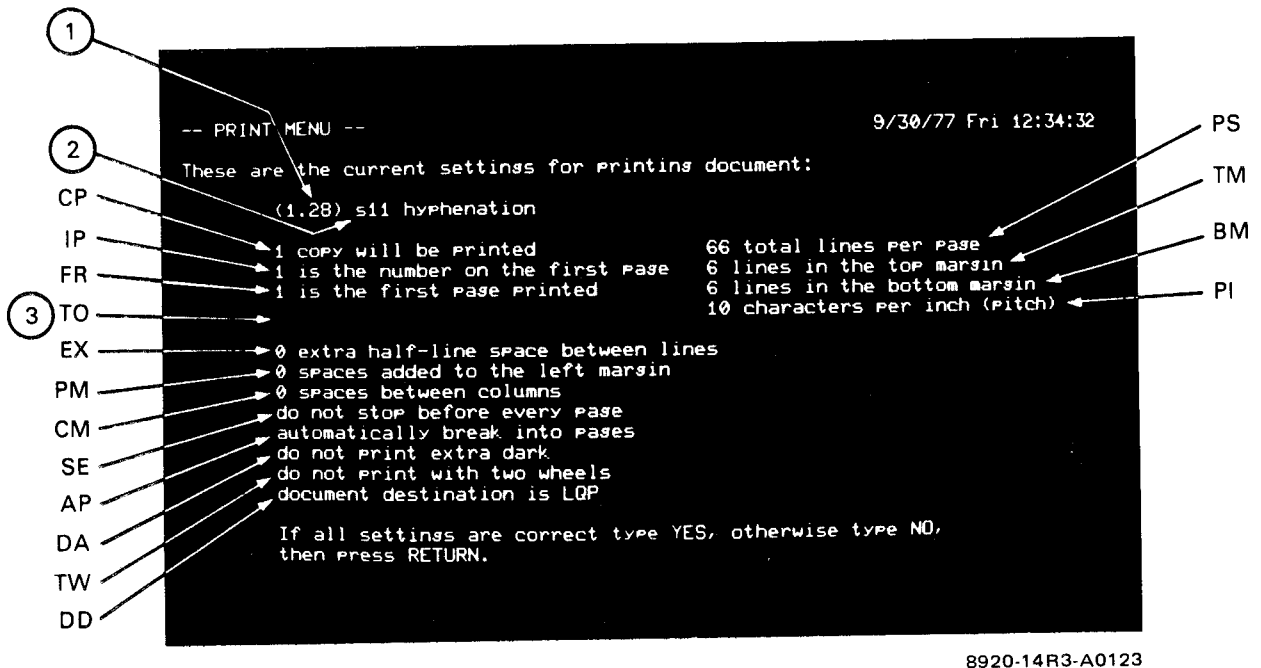 1
-- PRINT MENU -- 9/30/77 Fri 12:34:32
PS
2
These are the current settings for printing document:
TM
CP
(1.28) s11 hyphenation
IP
1 copy will be printed 66 total lines per page
BM
FR
1 is the number on the first page 6 lines in the top margin
1 is the first page printed 6 lines in the bottom margin
PI
3 TO
10 characters per inch (pitch)
EX
0 extra half-line space between lines
PM
0 spaces added to the left margin
CM
0 spaces between columns
SE
do not stop before every page
AP
automatically break into pages
DA
do not print extra dark
TW
do not print with two wheels
DD
document destination is LQP
If all settings are correct type YES, otherwise type NO,
then press RETURN.
8920-14R3-A0123